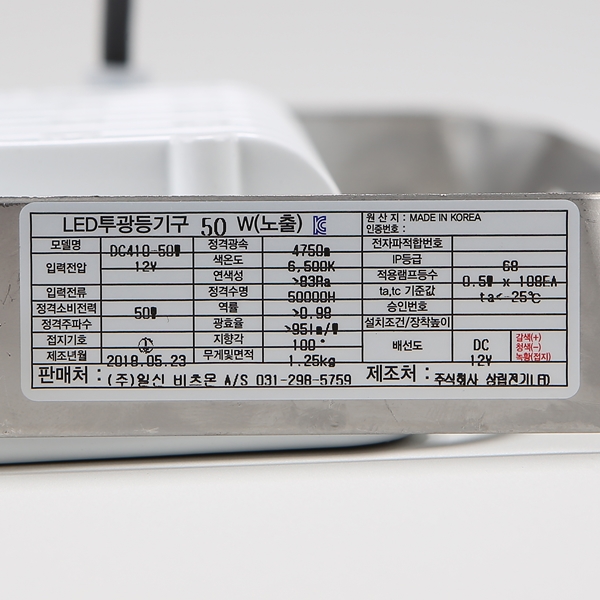 LED투광등기구 50 W(노출)
원 산 지 : MADE IN KOREA
인증번호 :
모델명 DC410-50W 정격광속 4750lm 전자파적합번호
입력전압 12V 색온도 6,500K IP등급 68
연색성 >83Ra 적용램프등수 0.5W x 108EA
입력전류 정격수명 50000H ta,tc 기준값 ta<-25℃
정격소비전력 50W 역률 >0.98 승인번호
정격주파수 광효율 >95lm/W 설치조건/장착높이
접지기호 지향각 100° 배선도 DC 12V 갈색(+) 청색(-) 녹황(접지)
제조년월 2018.05.23 무게및면적 1.25kg
판매처 : (주)일신 비츠온 A/S 031-298-5759 제조처 : 주식회사 상립전기LED